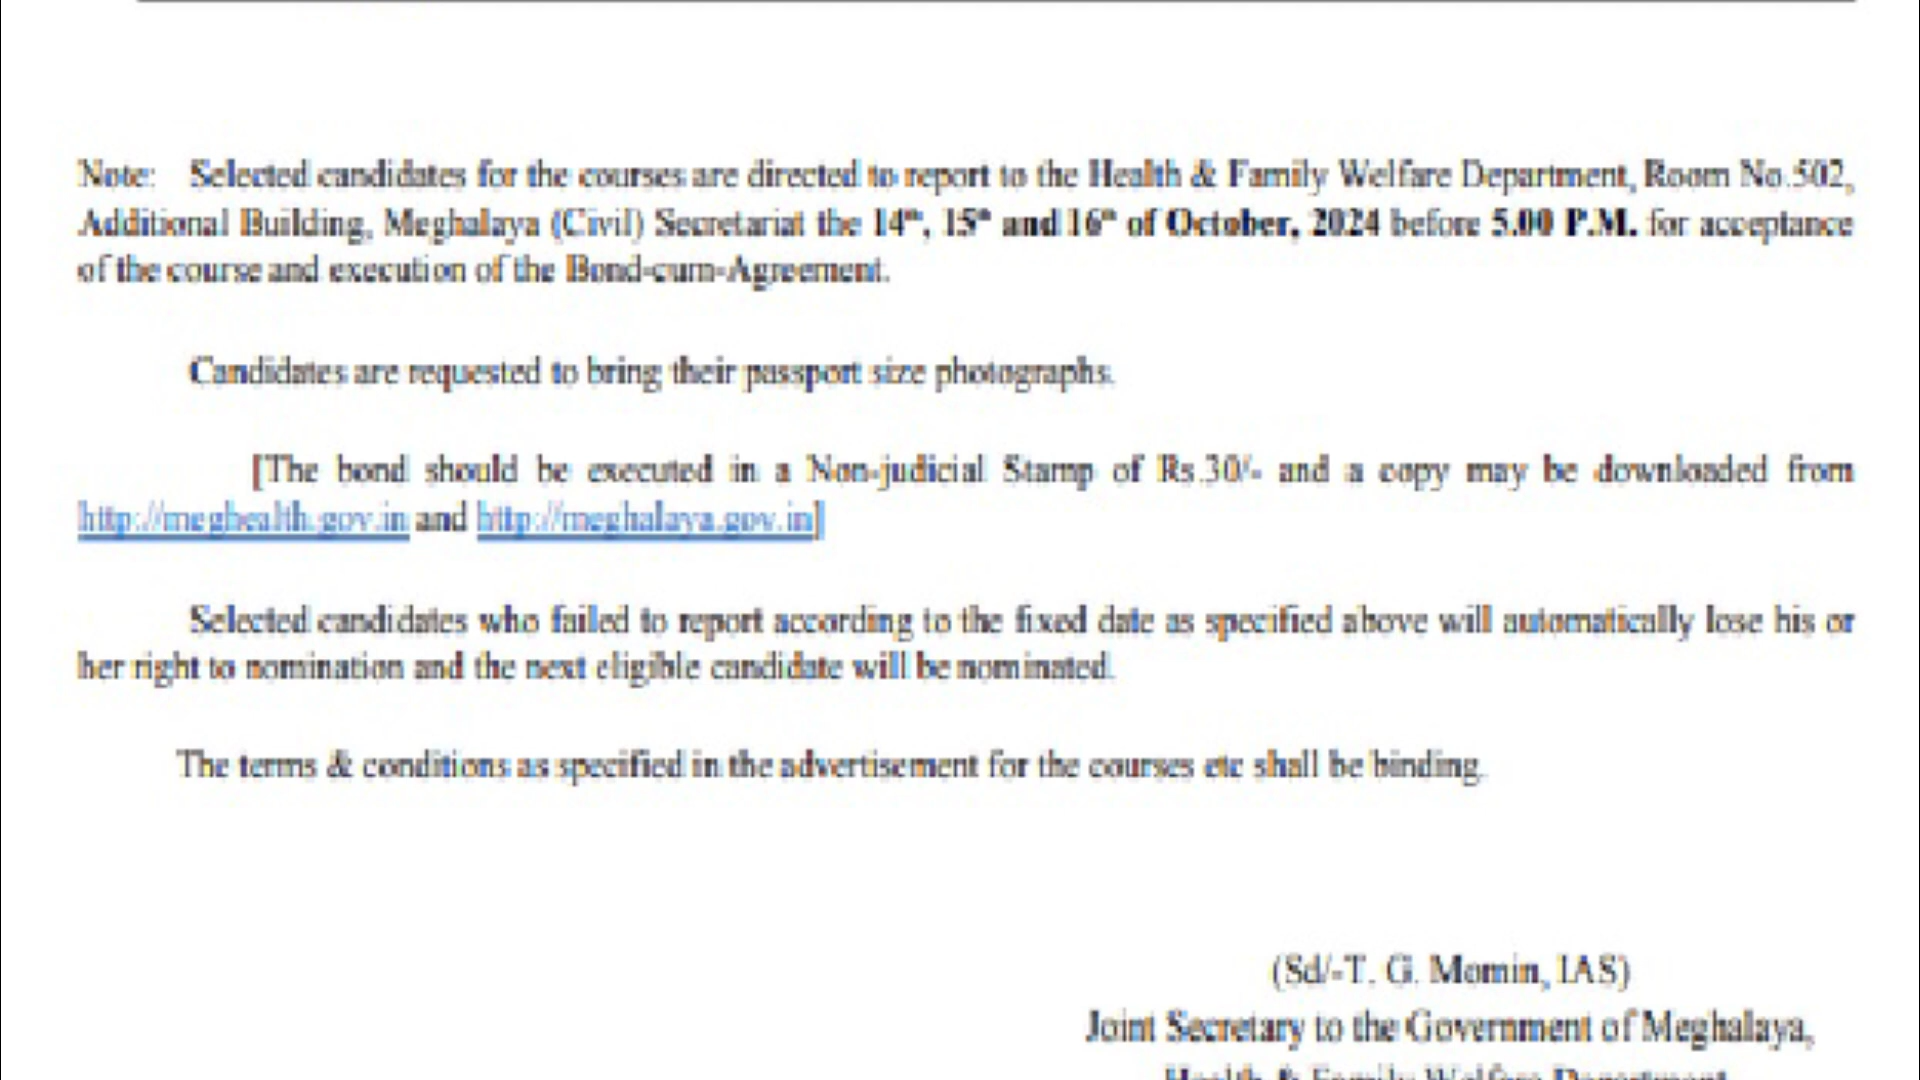 Note: Selected candidates for the courses are directed to report to the Health & Family Welfare Department, Room No.502,
Additional Building, Meghalaya (Civil) Secretariat the 14th, 15th and 16th of October, 2024 before 5.00 P.M. for acceptance
of the course and execution of the Bond-cum-Agreement.
Candidates are requested to bring their passport size photographs.
[The bond should be executed in a Non-judicial Stamp of Rs.30/- and a copy may be downloaded from
http://meghealth.gov.in and http://meghalaya.gov.in]
Selected candidates who failed to report according to the fixed date as specified above will automatically lose his or
her right to nomination and the next eligible candidate will be nominated.
The terms & conditions as specified in the advertisement for the courses etc shall be binding.
(Sd/-T. G. Momin, IAS)
Joint Secretary to the Government of Meghalaya,
Health & Family Welfare Department